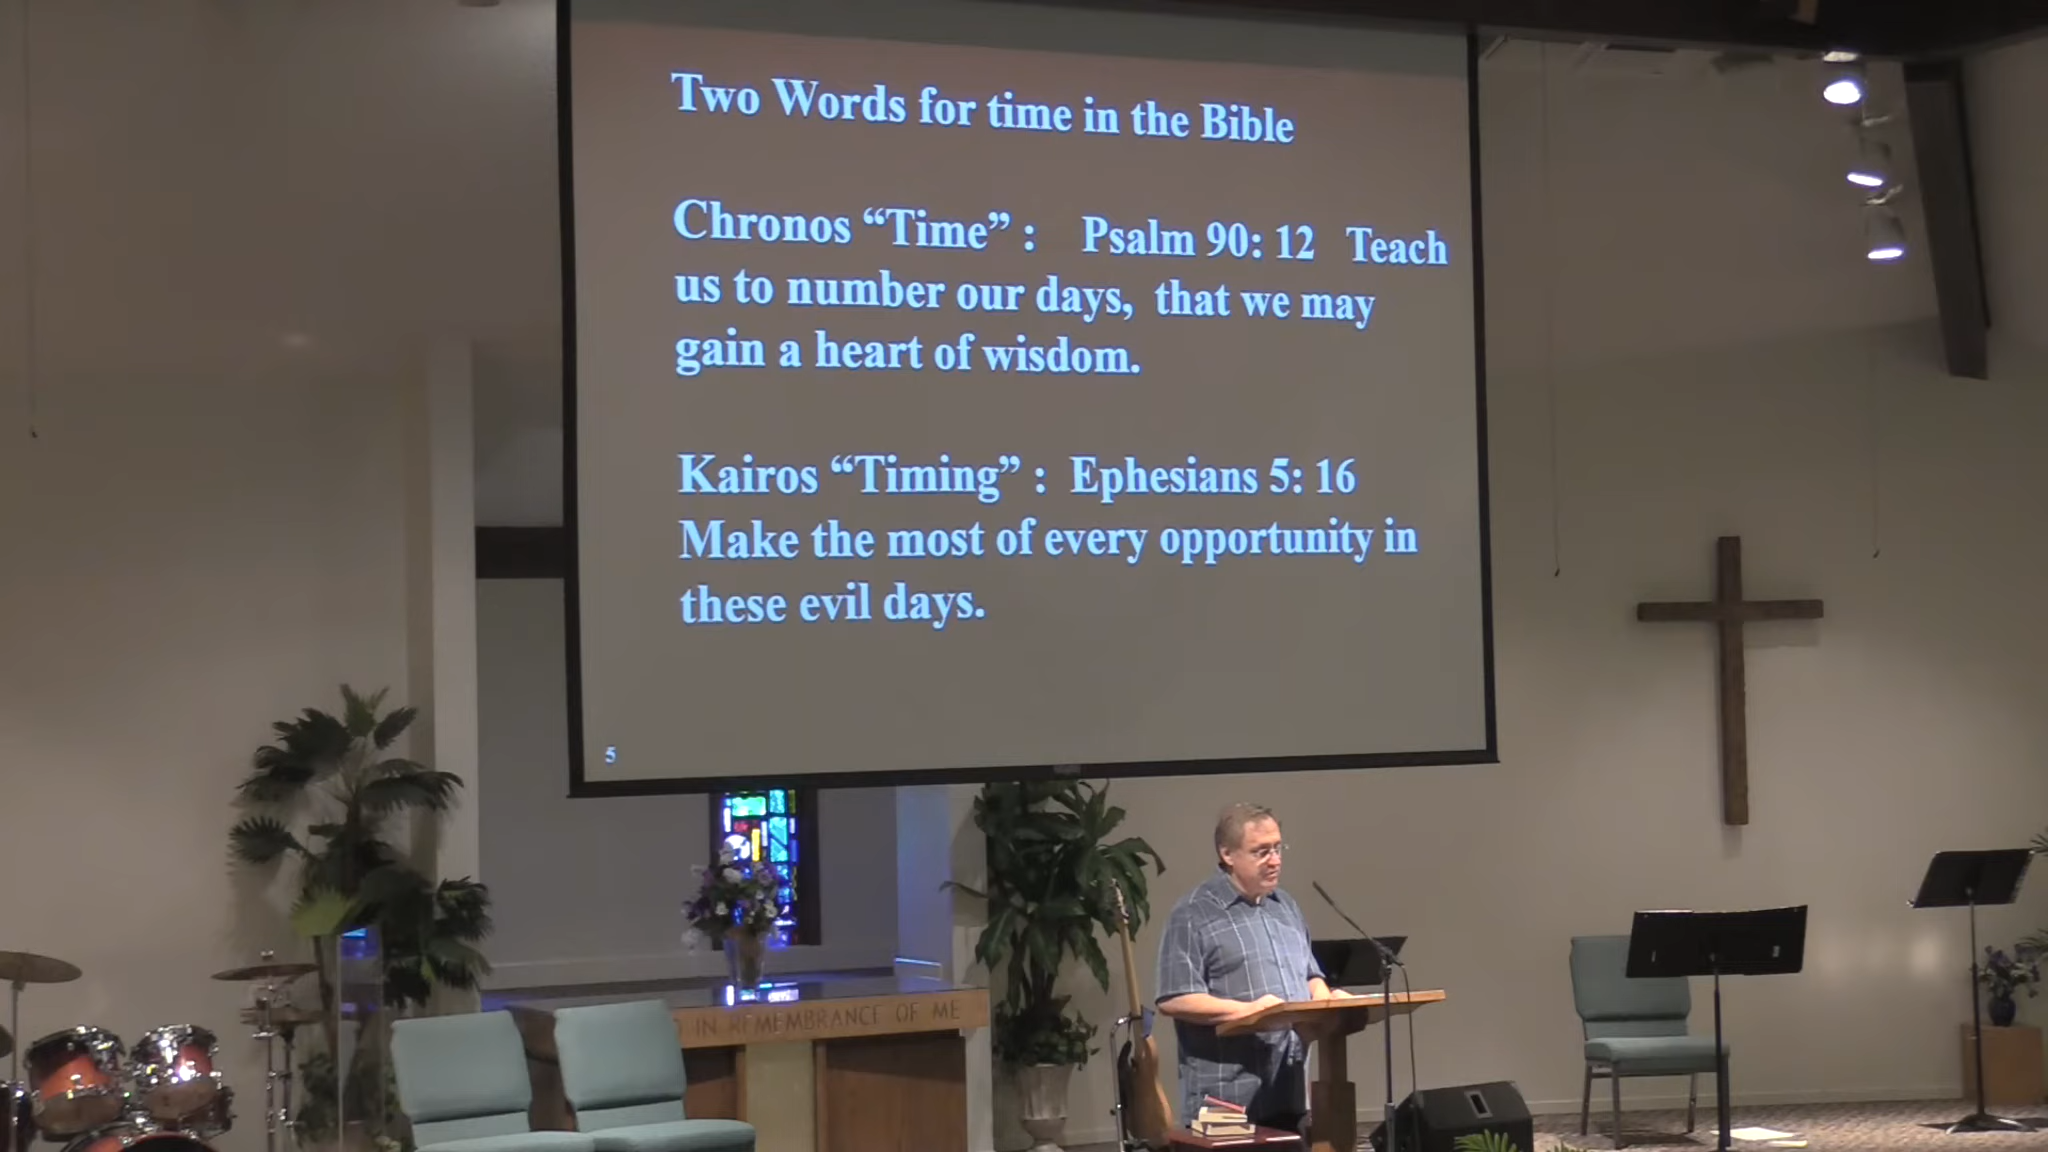 Two Words for time in the Bible
Chronos “Time” : Psalm 90: 12 Teach
us to number our days, that we may
gain a heart of wisdom.
Kairos “Timing” : Ephesians 5: 16
Make the most of every opportunity in
these evil days.
5
IN REMEMBRANCE OF ME